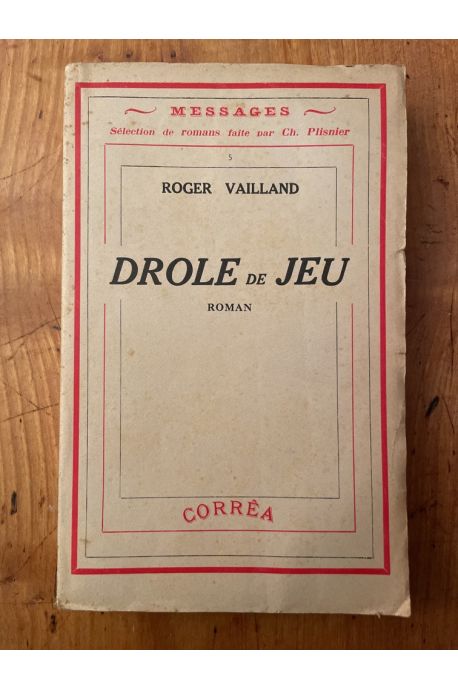 ~ MESSAGES ~
Sélection de romans faite par Ch. Plisnier
5
ROGER VAILLAND
DROLE DE JEU
ROMAN
CORRÊA